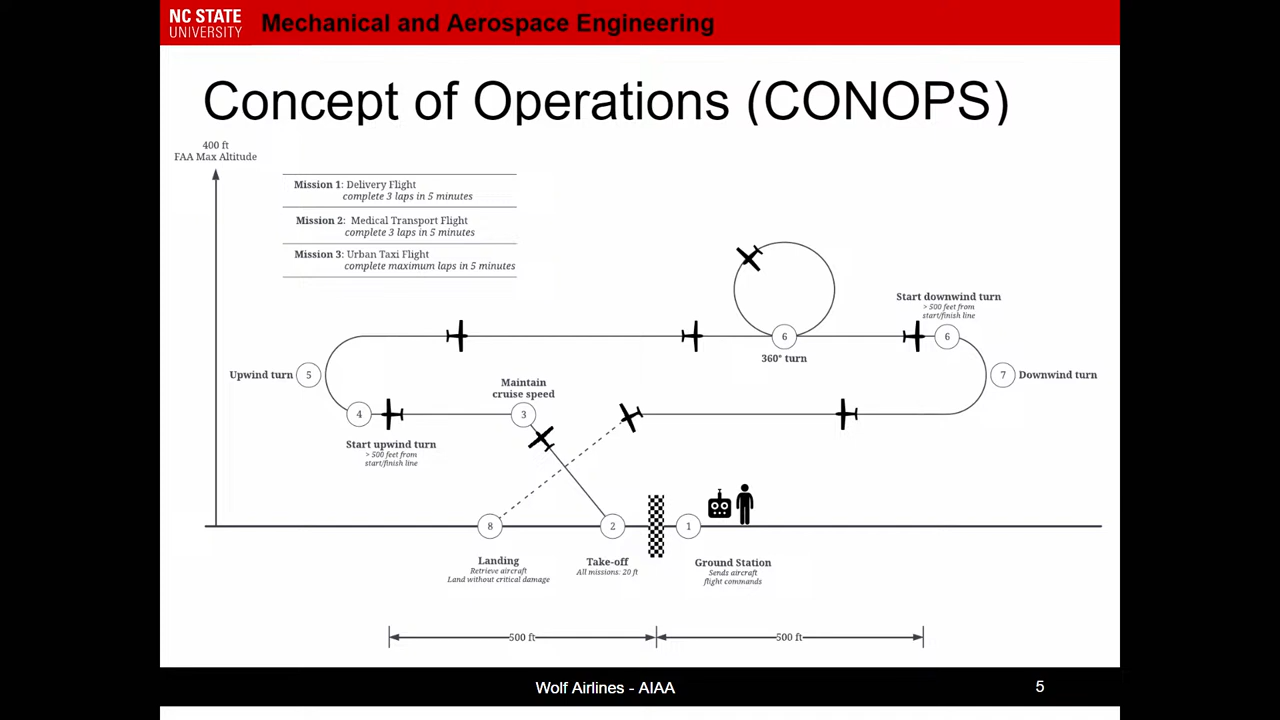 NC STATE
UNIVERSITY
Mechanical and Aerospace Engineering
Concept of Operations (CONOPS)
400 ft
FAA Max Altitude
Mission 1: Delivery Flight
complete 3 laps in 5 minutes
Mission 2: Medical Transport Flight
complete 3 laps in 5 minutes
Mission 3: Urban Taxi Flight
complete maximum laps in 5 minutes
Start downwind turn
> 500 feet from
start/finish line
6
6
360° turn
Upwind turn
5
7
Downwind turn
Maintain
cruise speed
4
3
Start upwind turn
> 500 feet from
start/finish line
8
2
1
Landing
Retrieve aircraft
Land without critical damage
Take-off
All missions: 20 ft
Ground Station
Sends aircraft
flight commands
500 ft
500 ft
Wolf Airlines - AIAA
5